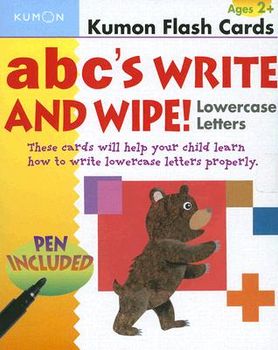 KUMON
Kumon Flash Cards
Ages 2+
abc's WRITE
AND WIPE!
Lowercase
Letters
These cards will help your child learn
how to write lowercase letters properly.
PEN
INCLUDED